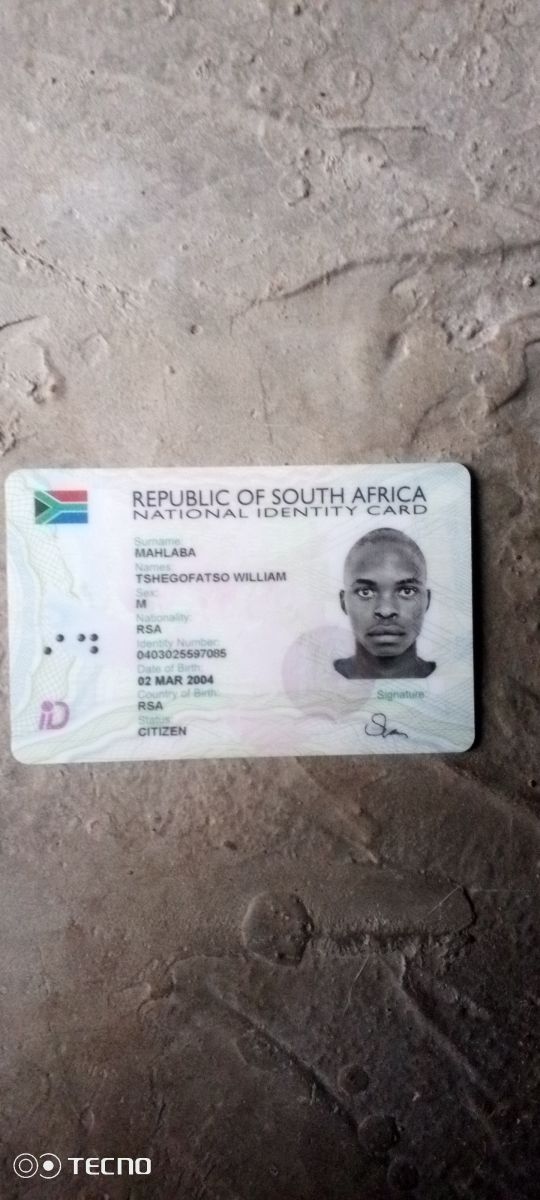 REPUBLIC OF SOUTH AFRICA
NATIONAL IDENTITY CARD
Surname:
MAHLABA
Names:
TSHEGOFATSO WILLIAM
Sex:
M
Nationality:
RSA
Identity Number:
0403025597085
Date of Birth:
02 MAR 2004
Country of Birth:
RSA
Status:
CITIZEN
Signature:
iD
TECNO